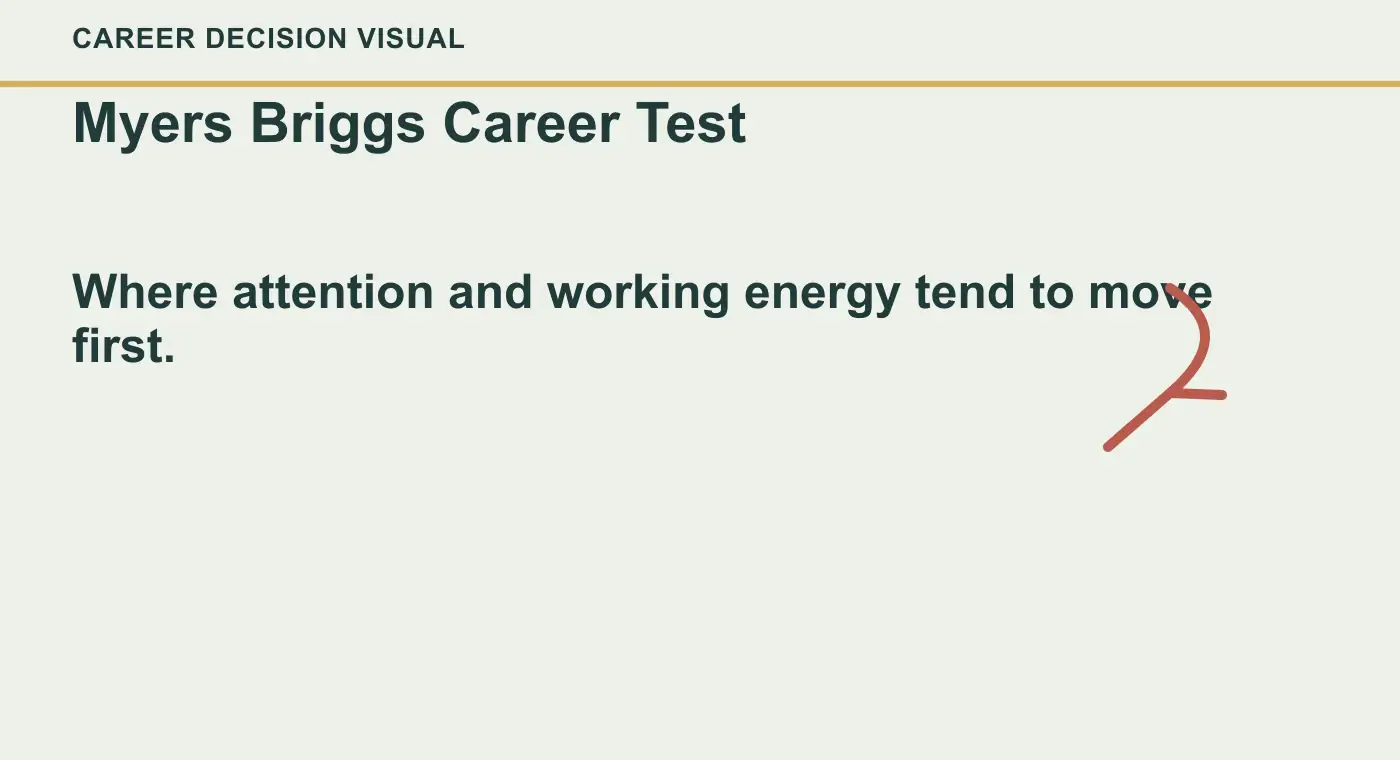 CAREER DECISION VISUAL
Myers Briggs Career Test
Where attention and working energy tend to move
first.